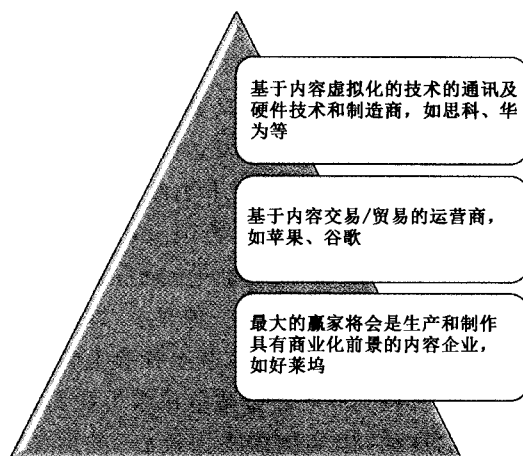 基于内容虚拟化的技术的通讯及
硬件技术和制造商，如思科、华
为等
基于内容交易/贸易的运营商，
如苹果、谷歌
最大的赢家将会是生产和制作
具有商业化前景的内容企业，
如好莱坞